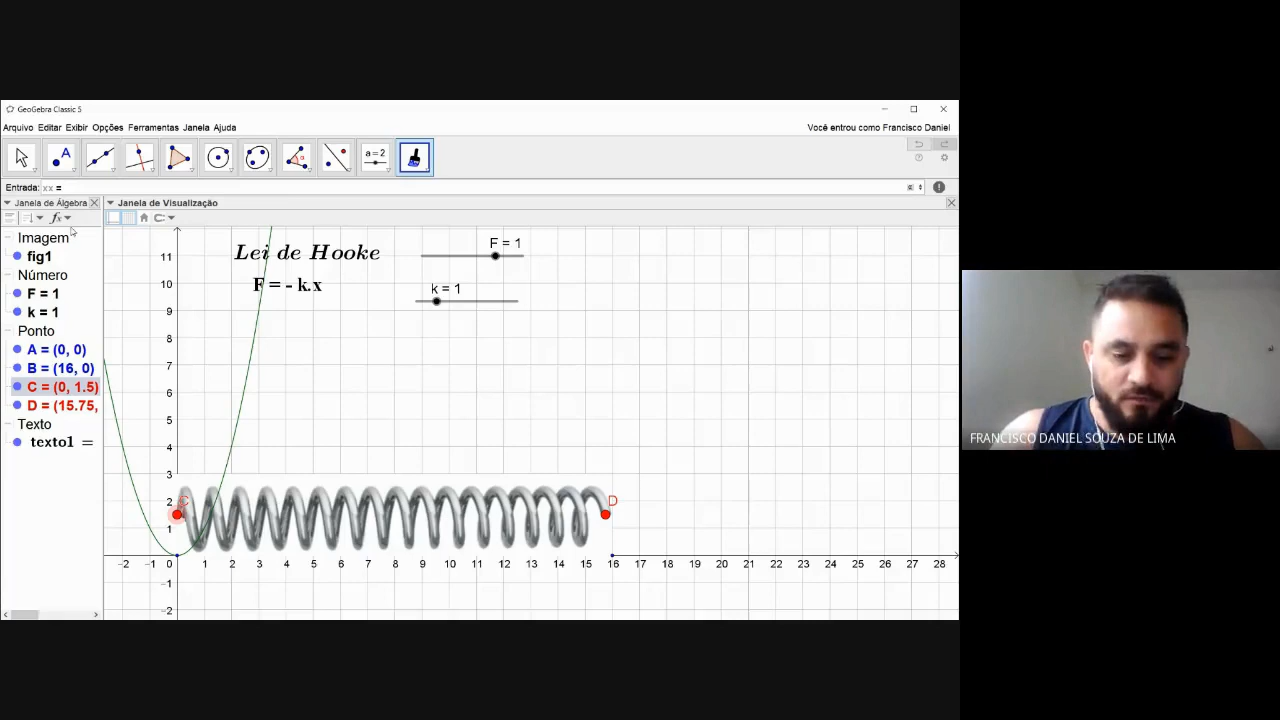 GeoGebra Classic 5
Arquivo Editar Exibir Opções Ferramentas Janela Ajuda
Você entrou como Francisco Daniel
A
a=2
Entrada: xx =
Janela de Álgebra
Janela de Visualização
fx
Imagem
fig1
Número
F = 1
k = 1
Ponto
A = (0, 0)
B = (16, 0)
C = (0, 1.5)
D = (15.75,
Texto
texto1 =
Lei de Hooke
F = - k.x
F = 1
k = 1
11
10
9
8
7
6
5
4
3
2
1
C
D
-2 -1 0 1 2 3 4 5 6 7 8 9 10 11 12 13 14 15 16 17 18 19 20 21 22 23 24 25 26 27 28
-1
-2
FRANCISCO DANIEL SOUZA DE LIMA